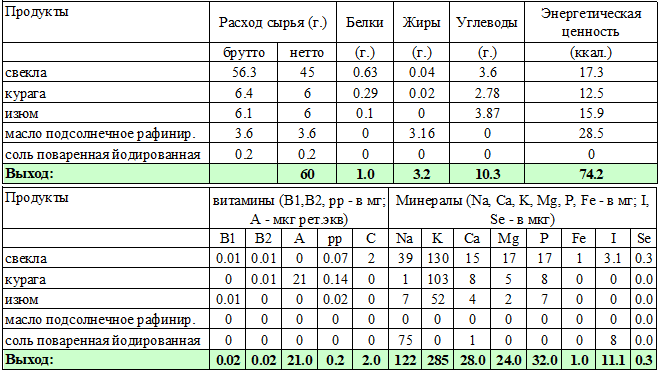 Продукты Расход сырья (г.) Белки Жиры Углеводы Энергетическая ценность
брутто нетто (г.) (г.) (г.) (ккал.)
свекла 56.3 45 0.63 0.04 3.6 17.3
курага 6.4 6 0.29 0.02 2.78 12.5
изюм 6.1 6 0.1 0 3.87 15.9
масло подсолнечное рафинир. 3.6 3.6 0 3.16 0 28.5
соль поваренная йодированная 0.2 0.2 0 0 0 0
Выход: 60 1.0 3.2 10.3 74.2
Продукты витамины (В1,В2, рр - в мг; А - мкг рет.экв) Минералы (Na, Ca, K, Mg, P, Fe - в мг; I, Se - в мкг)
В1 В2 А рр С Na K Ca Mg P Fe I Se
свекла 0.01 0.01 0 0.07 2 39 130 15 17 17 1 3.1 0.3
курага 0 0.01 21 0.14 0 1 103 8 5 8 0 0 0.0
изюм 0.01 0 0 0.02 0 7 52 4 2 7 0 0 0.0
масло подсолнечное рафинир. 0 0 0 0 0 0 0 0 0 0 0 0 0.0
соль поваренная йодированная 0 0 0 0 0 75 0 1 0 0 0 8 0.0
Выход: 0.02 0.02 21.0 0.2 2.0 122 285 28.0 24.0 32.0 1.0 11.1 0.3